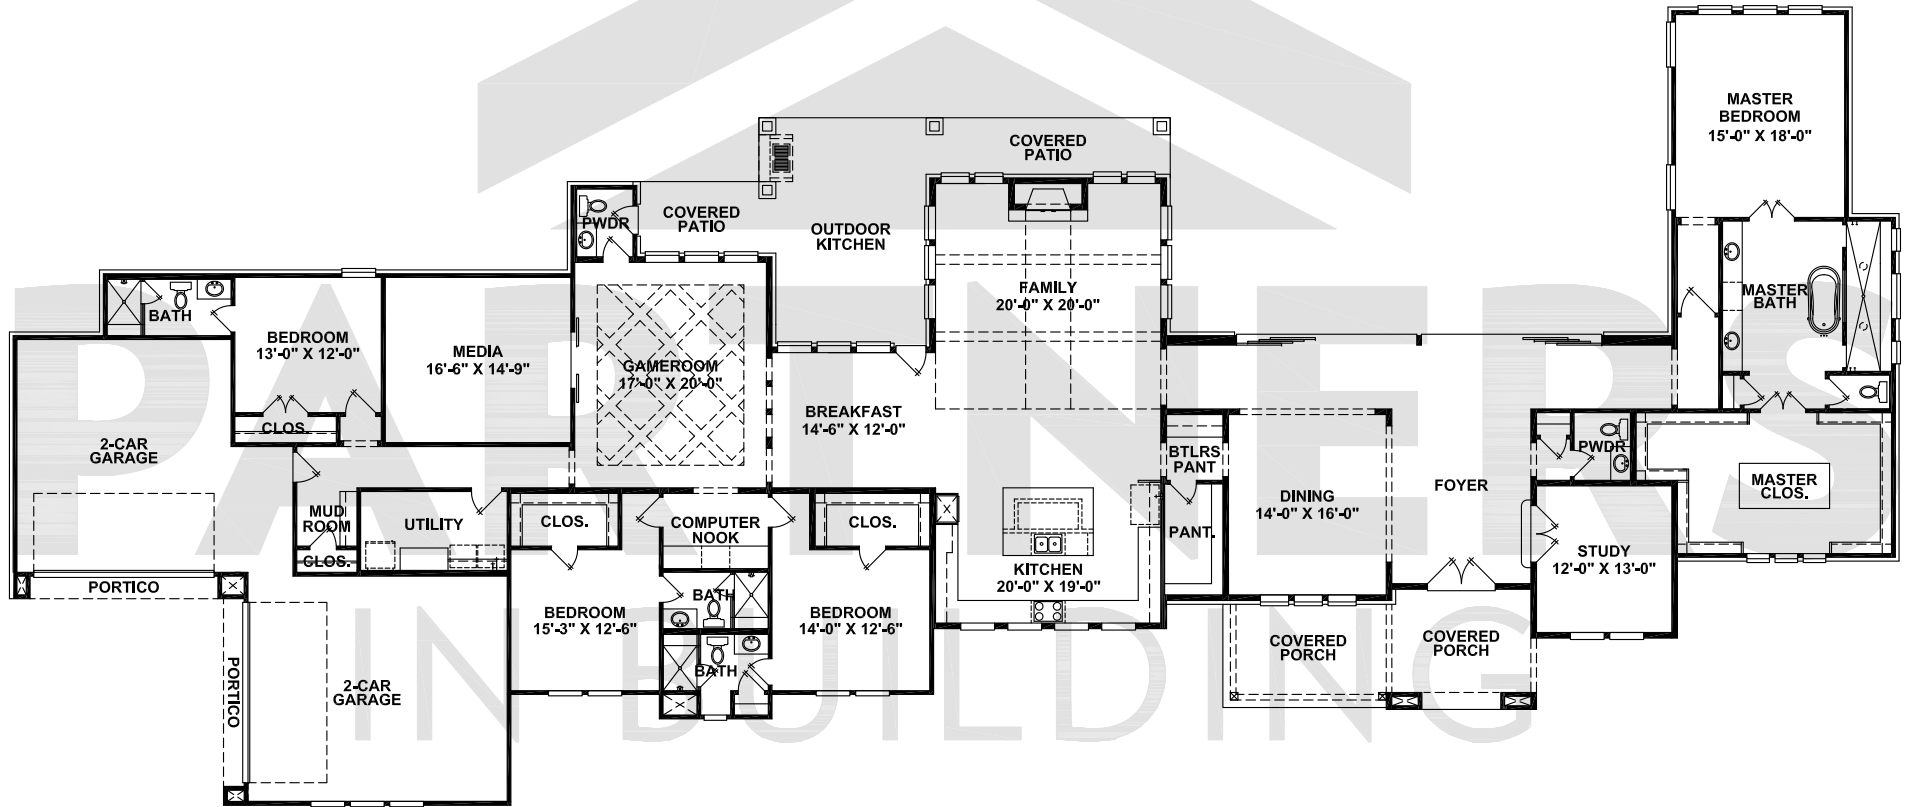 MASTER
BEDROOM
15'-0" X 18'-0"
COVERED
PATIO
COVERED
PATIO
PWDR
OUTDOOR
KITCHEN
FAMILY
20'-0" X 20'-0"
MASTER
BATH
BATH
BEDROOM
13'-0" X 12'-0"
MEDIA
16'-6" X 14'-9"
GAMEROOM
17'-0" X 20'-0"
BREAKFAST
14'-6" X 12'-0"
CLOS.
2-CAR
GARAGE
BTLRS
PANT
PWDR
MASTER
CLOS.
DINING
14'-0" X 16'-0"
FOYER
MUD
ROOM
UTILITY
CLOS.
COMPUTER
NOOK
CLOS.
PANT.
CLOS.
STUDY
12'-0" X 13'-0"
KITCHEN
20'-0" X 19'-0"
PORTICO
BATH
BEDROOM
15'-3" X 12'-6"
BEDROOM
14'-0" X 12'-6"
COVERED
PORCH
COVERED
PORCH
BATH
PORTICO
2-CAR
GARAGE
PARTNERS
IN BUILDING